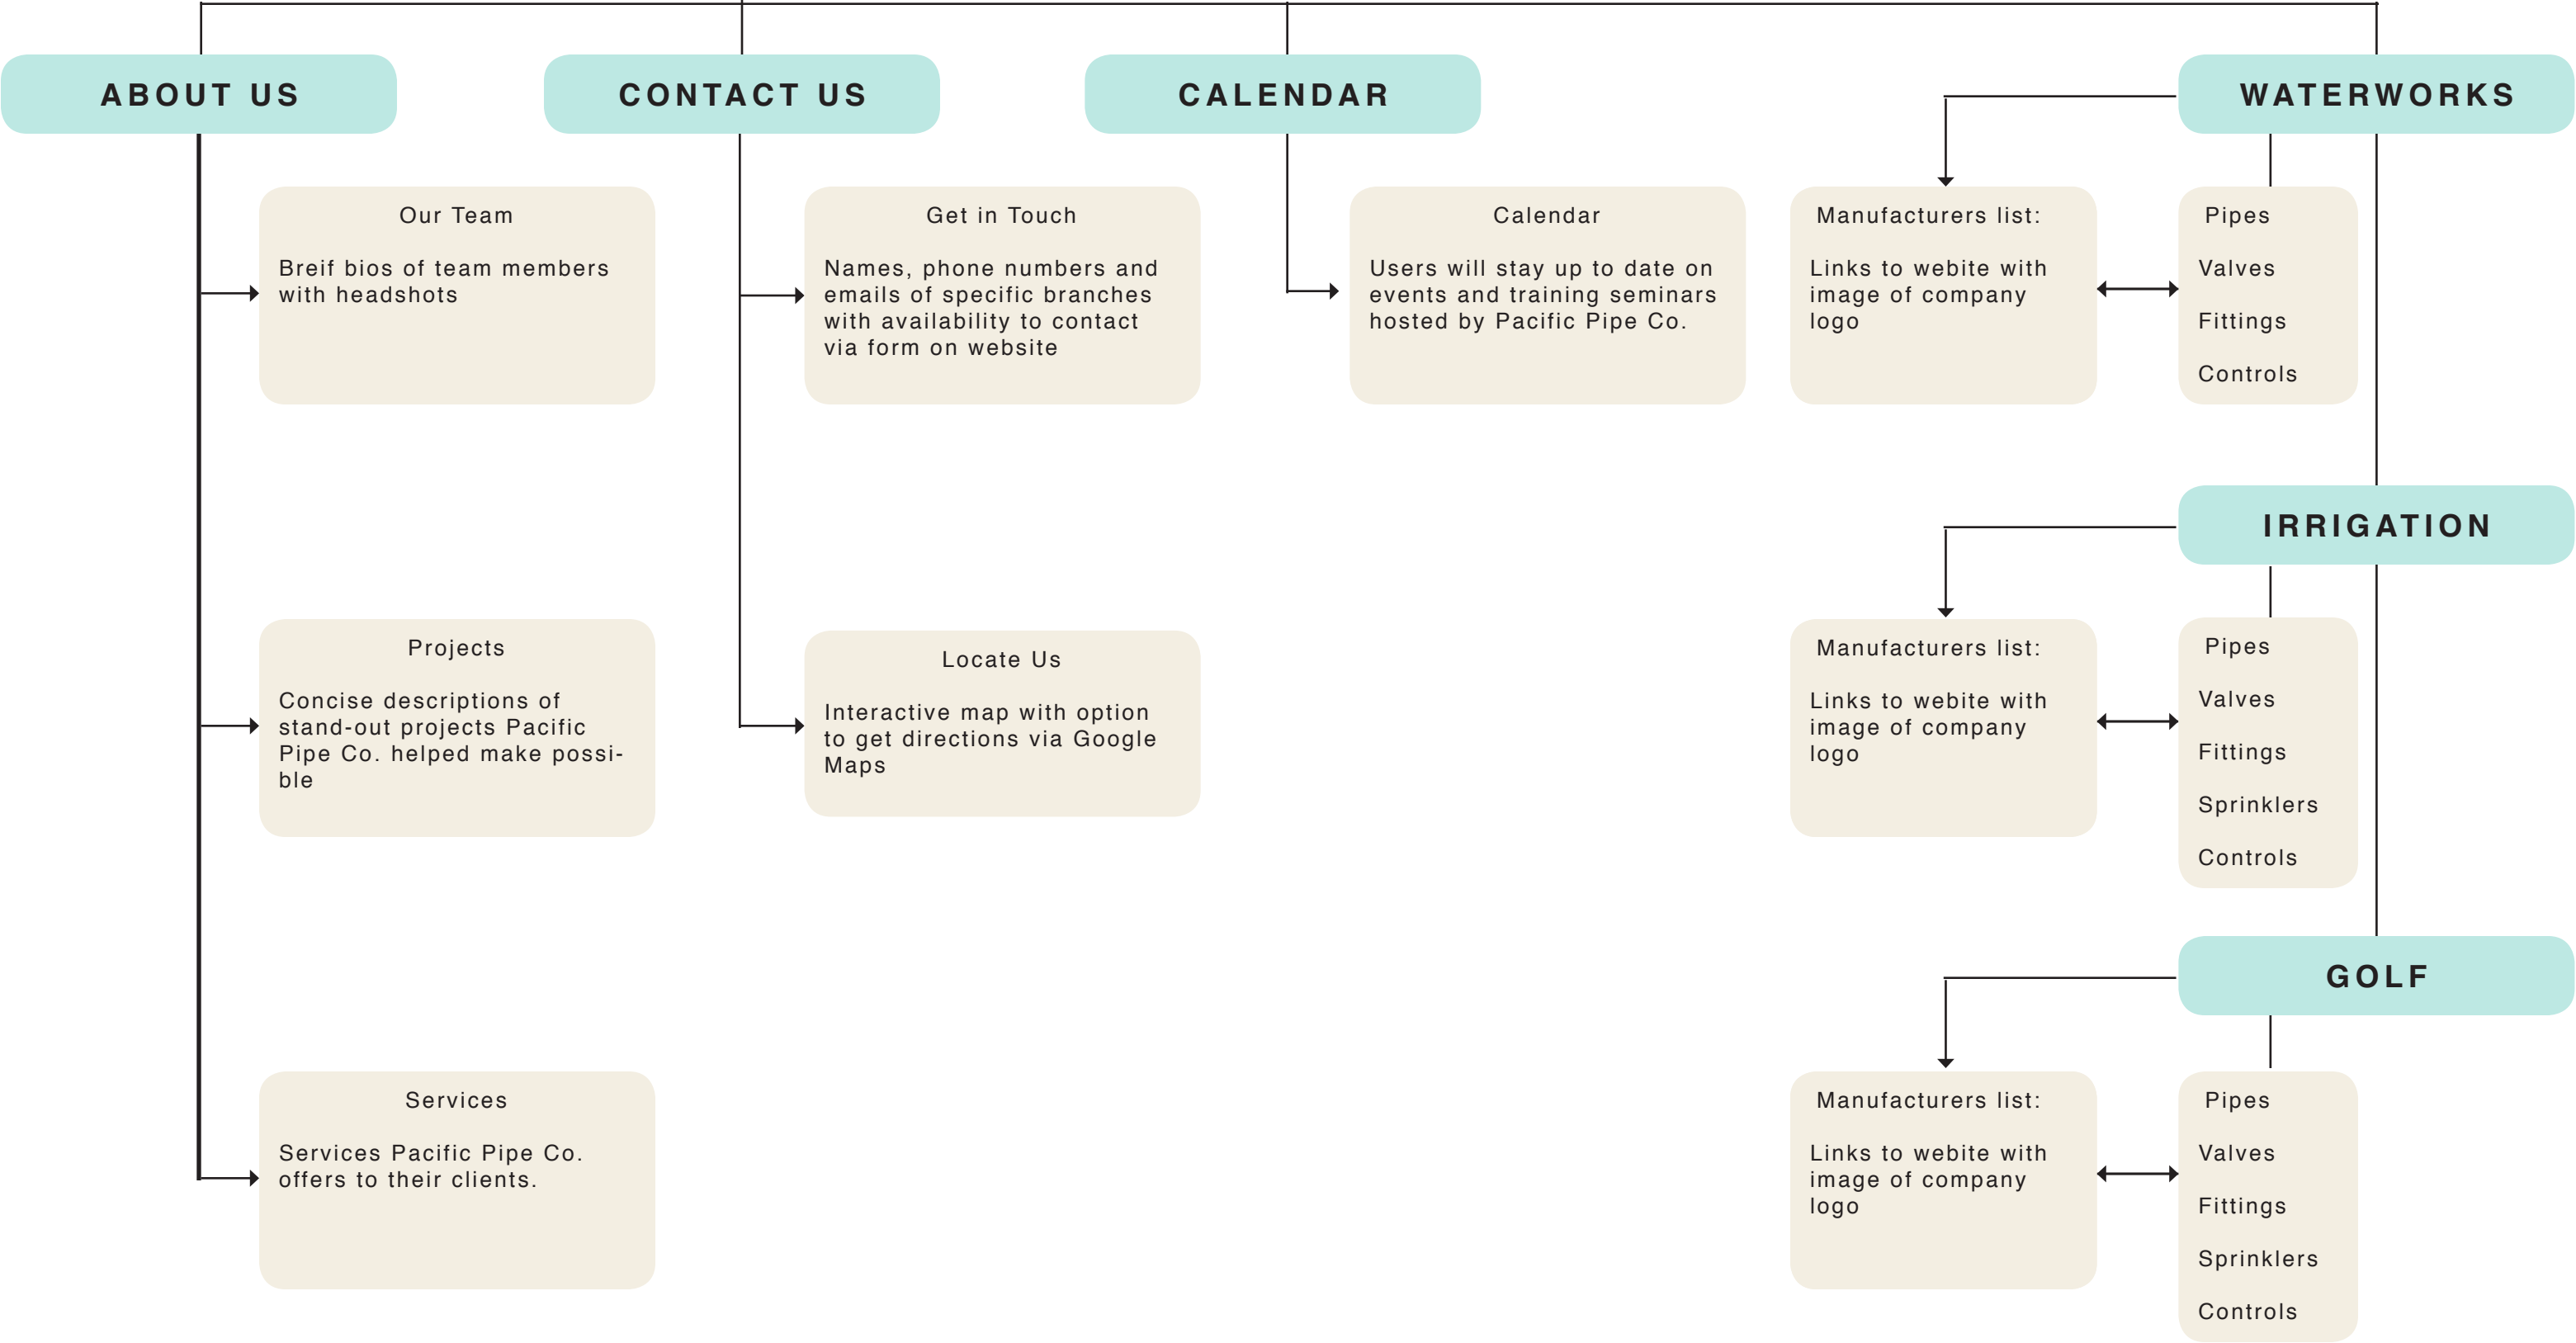 ABOUT US
CONTACT US
CALENDAR
WATERWORKS
Our Team
Breif bios of team members
with headshots
Get in Touch
Names, phone numbers and
emails of specific branches
with availability to contact
via form on website
Calendar
Users will stay up to date on
events and training seminars
hosted by Pacific Pipe Co.
Manufacturers list:
Links to webite with
image of company
logo
Pipes
Valves
Fittings
Controls
IRRIGATION
Projects
Concise descriptions of
stand-out projects Pacific
Pipe Co. helped make possi-
ble
Locate Us
Interactive map with option
to get directions via Google
Maps
Manufacturers list:
Links to webite with
image of company
logo
Pipes
Valves
Fittings
Sprinklers
Controls
GOLF
Services
Services Pacific Pipe Co.
offers to their clients.
Manufacturers list:
Links to webite with
image of company
logo
Pipes
Valves
Fittings
Sprinklers
Controls